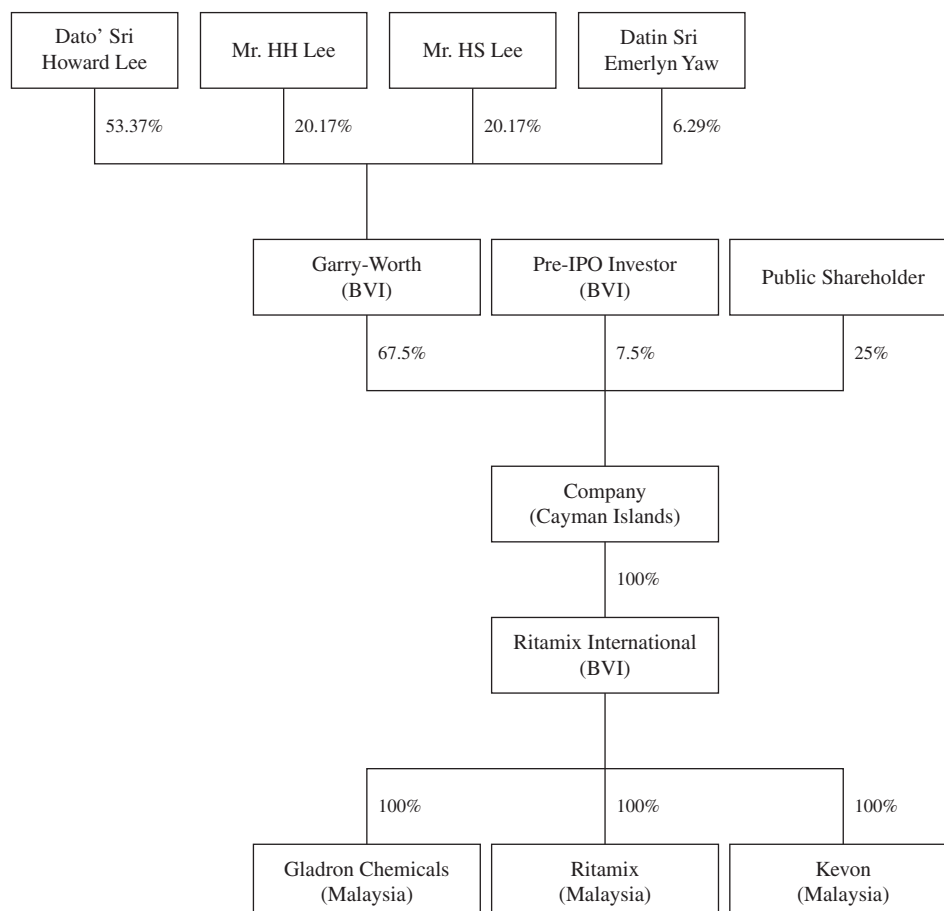 Dato’ Sri
Howard Lee
Mr. HH Lee
Mr. HS Lee
Datin Sri
Emerlyn Yaw
53.37%
20.17%
20.17%
6.29%
Garry-Worth
(BVI)
Pre-IPO Investor
(BVI)
Public Shareholder
67.5%
7.5%
25%
Company
(Cayman Islands)
100%
Ritamix International
(BVI)
100%
100%
100%
Gladron Chemicals
(Malaysia)
Ritamix
(Malaysia)
Kevon
(Malaysia)